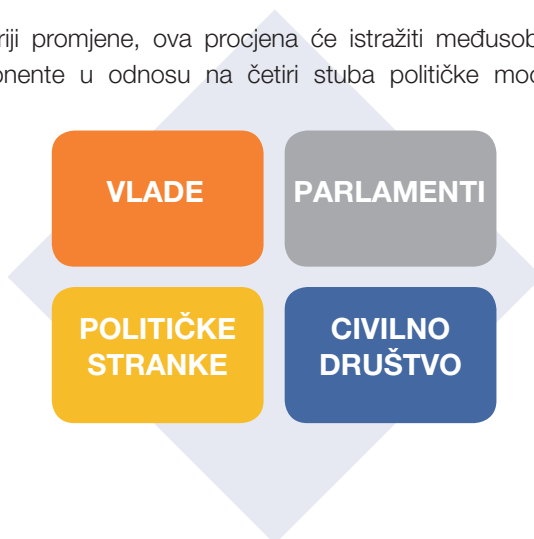 riji promjene, ova procjena će istražiti međusob
onente u odnosu na četiri stuba političke mod
VLADE
PARLAMENTI
POLITIČKE
STRANKE
CIVILNO
DRUŠTVO